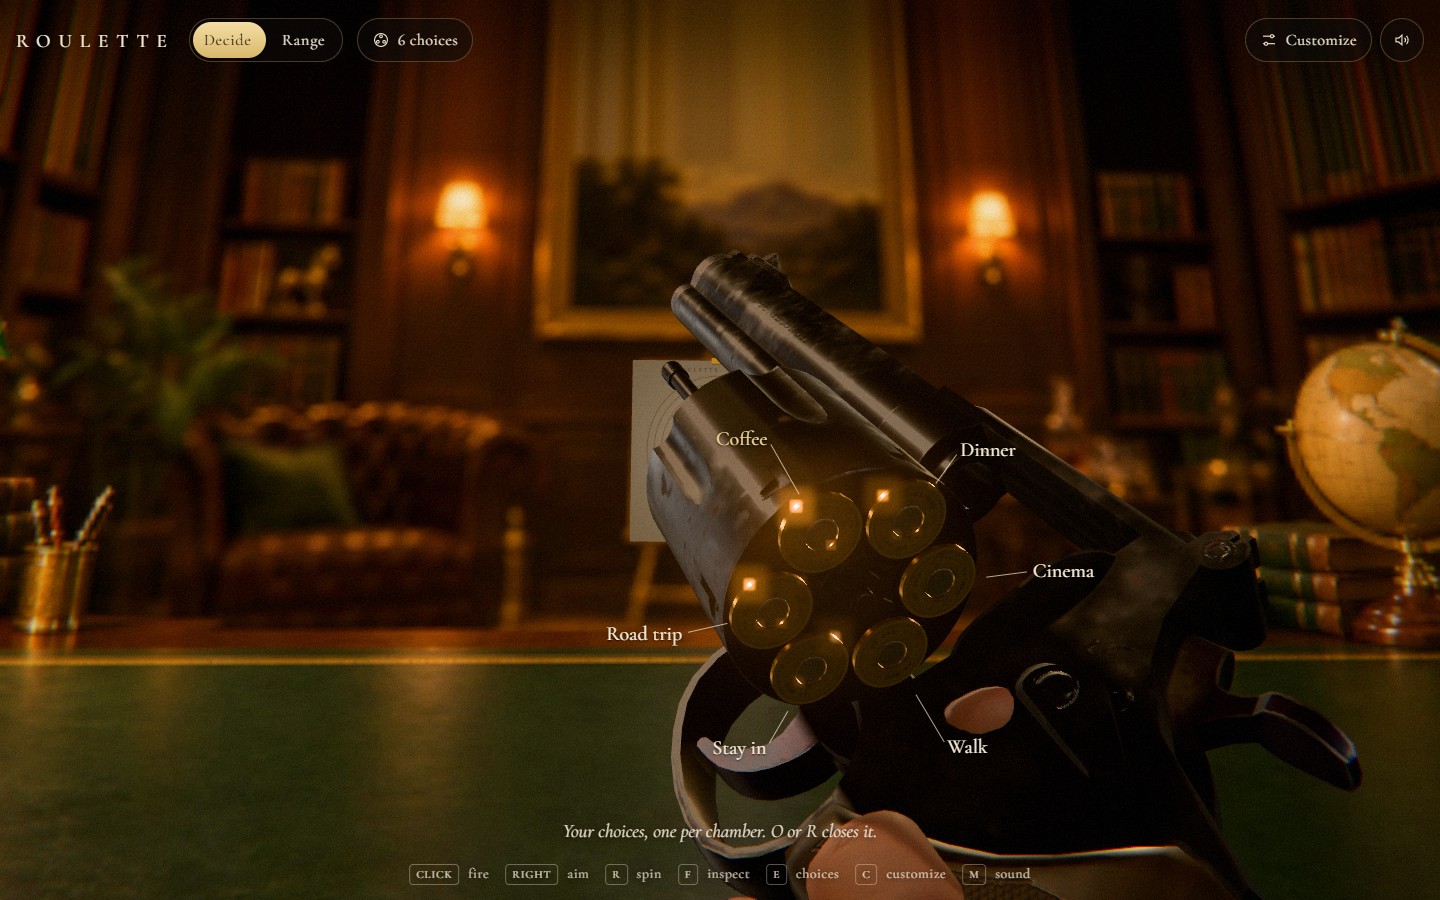 ROULETTE
Decide
Range
6 choices
Customize
Coffee
Dinner
Cinema
Road trip
Stay in
Walk
Your choices, one per chamber. O or R closes it.
CLICK fire RIGHT aim R spin F inspect E choices C customize M sound